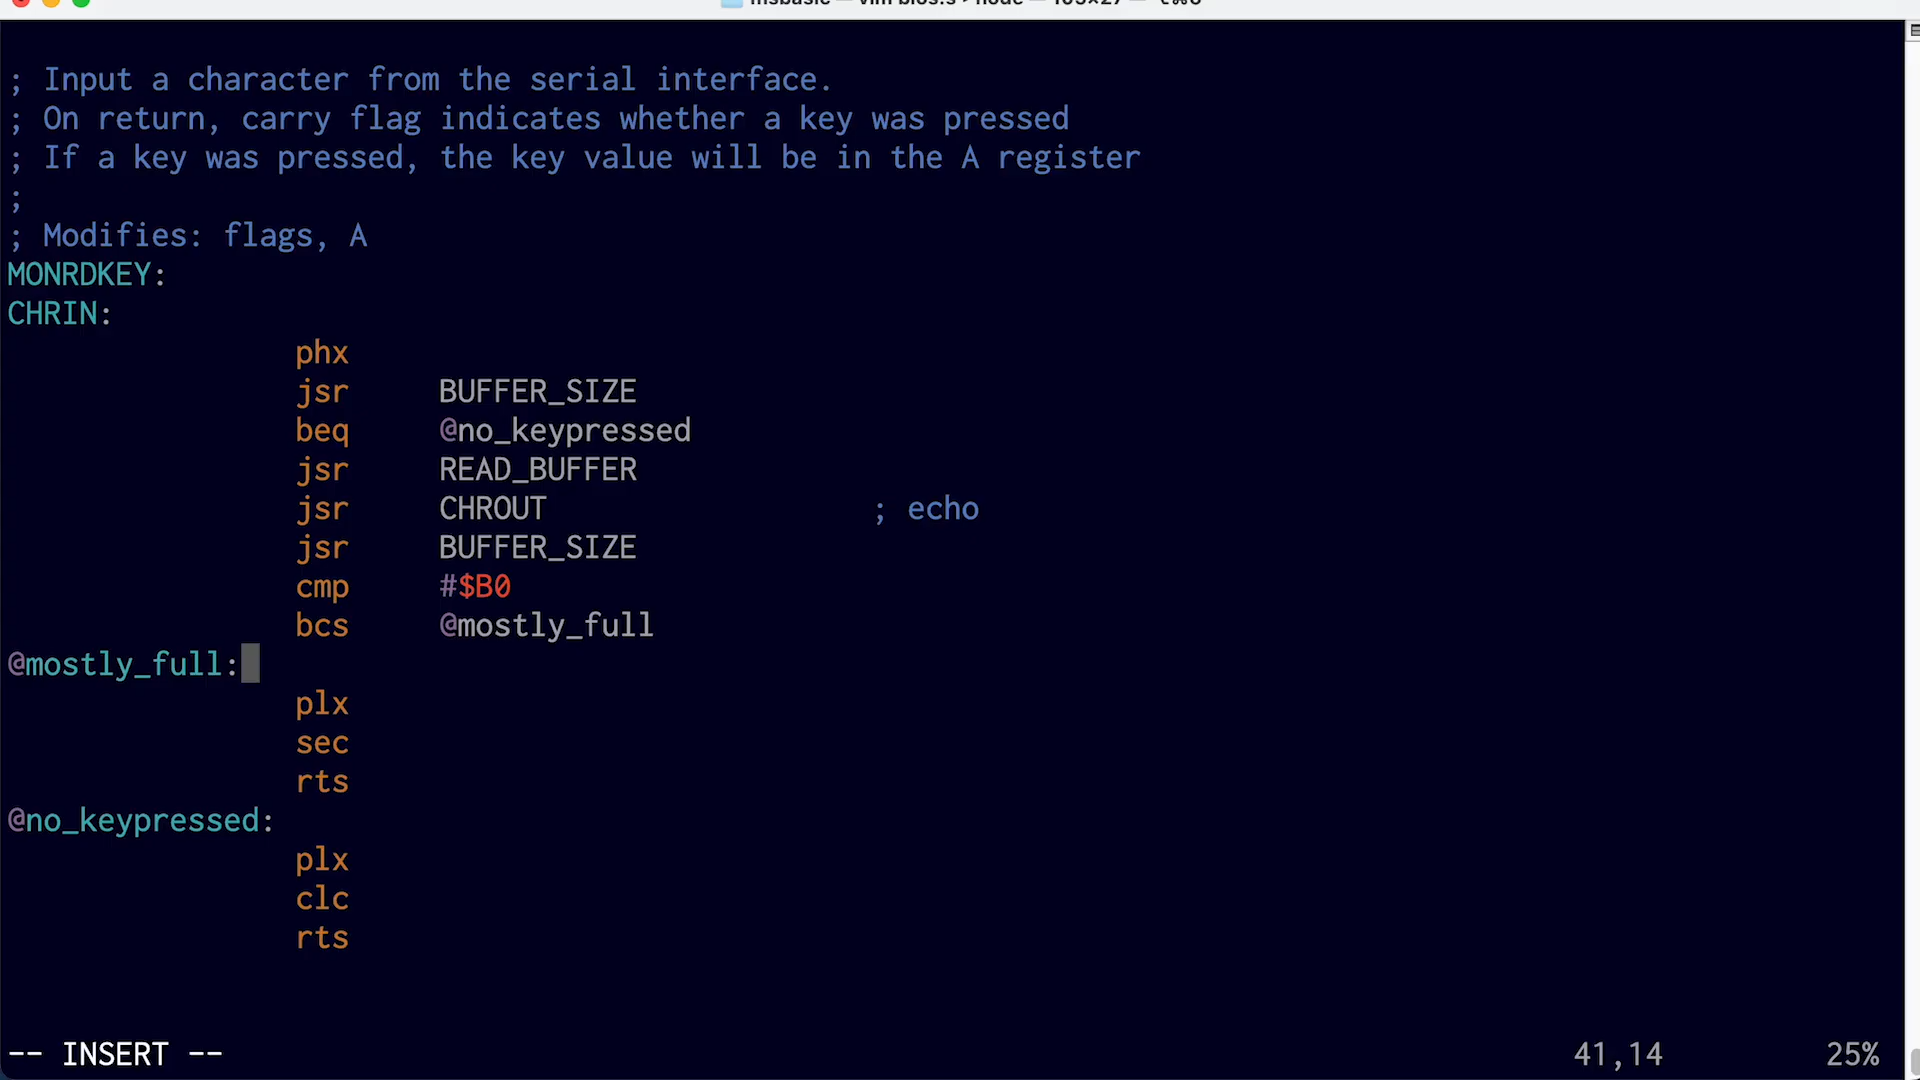 ; Input a character from the serial interface.
; On return, carry flag indicates whether a key was pressed
; If a key was pressed, the key value will be in the A register
;
; Modifies: flags, A
MONRDKEY:
CHRIN:
phx
jsr BUFFER_SIZE
beq @no_keypressed
jsr READ_BUFFER
jsr CHROUT ; echo
jsr BUFFER_SIZE
cmp #$B0
bcs @mostly_full
@mostly_full:
plx
sec
rts
@no_keypressed:
plx
clc
rts
-- INSERT -- 41,14 25%